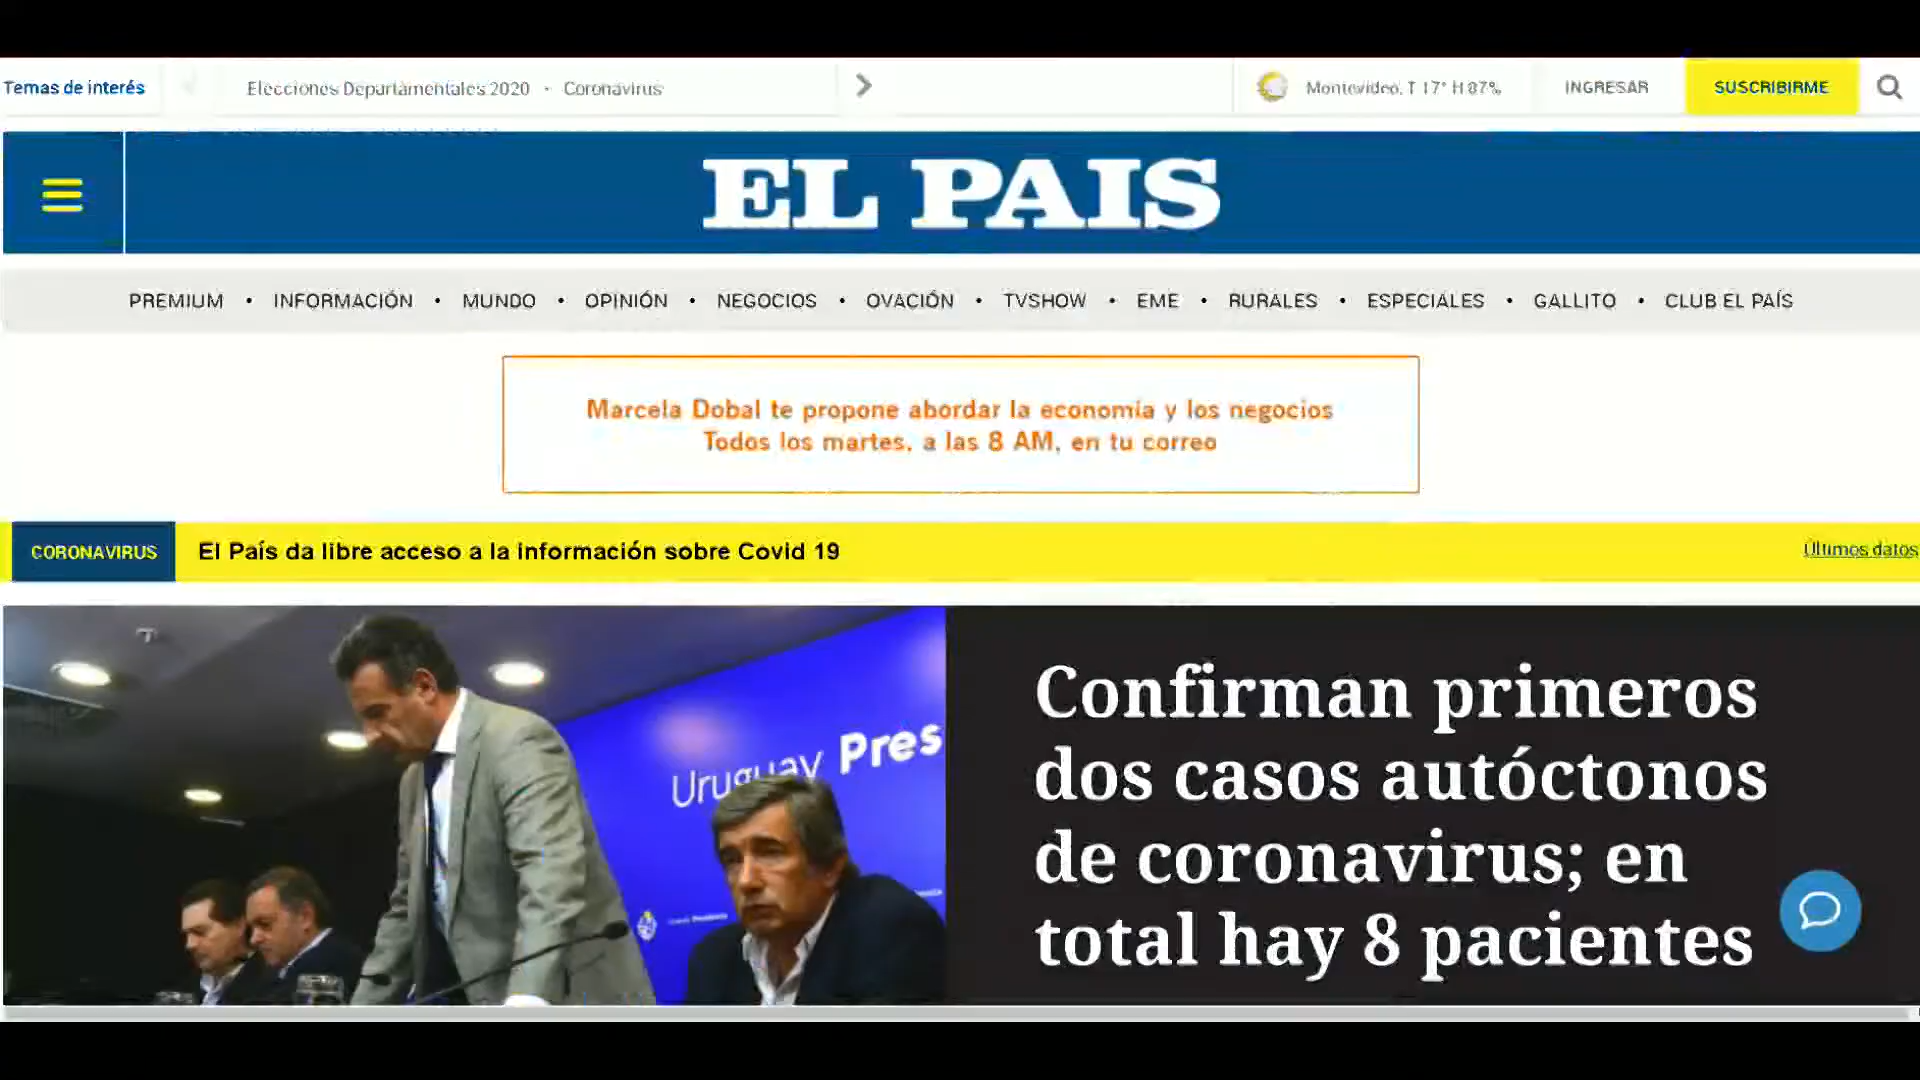 Temas de interés
Elecciones Departamentales 2020 • Coronavirus
Montevideo, T 17° H 87%
INGRESAR
SUSCRIBIRME
EL PAIS
PREMIUM • INFORMACIÓN • MUNDO • OPINIÓN • NEGOCIOS • OVACIÓN • TVSHOW • EME • RURALES • ESPECIALES • GALLITO • CLUB EL PAÍS
Marcela Dobal te propone abordar la economía y los negocios
Todos los martes, a las 8 AM, en tu correo
CORONAVIRUS
El País da libre acceso a la información sobre Covid 19
Últimos datos
Uruguay Pres
Confirman primeros
dos casos autóctonos
de coronavirus; en
total hay 8 pacientes